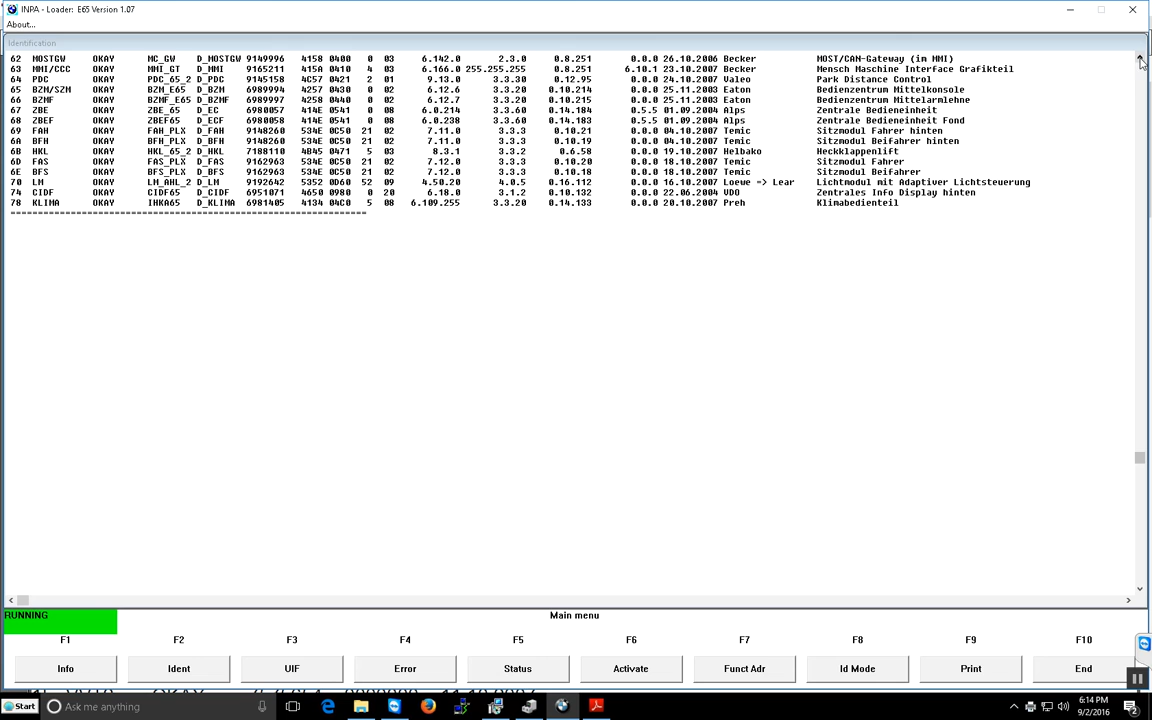 INPA - Loader: E65 Version 1.07
About...
Identification
62 MOSTGW OKAY MC_GW D_MOSTGW 9149996 4158 0400 0 03 6.142.0 2.3.0 0.8.251 0.0.0 26.10.2006 Becker MOST/CAN-Gateway (im MMI)
63 MMI/CCC OKAY MMI_GT D_MMI 9165211 415A 0410 4 03 6.166.0 255.255.255 0.8.251 6.10.1 23.10.2007 Becker Mensch Maschine Interface Grafikteil
64 PDC OKAY PDC_65_2 D_PDC 9145158 4C57 0421 2 01 9.13.0 3.3.30 0.12.95 0.0.0 24.10.2007 Valeo Park Distance Control
65 BZM/SZM OKAY BZM_E65 D_BZM 6989994 4257 0430 0 02 6.12.6 3.3.20 0.10.214 0.0.0 25.11.2003 Eaton Bedienzentrum Mittelkonsole
66 BZMF OKAY BZMF_E65 D_BZMF 6989997 4258 0440 0 02 6.12.7 3.3.20 0.10.215 0.0.0 25.11.2003 Eaton Bedienzentrum Mittelarmlehne
67 ZBE OKAY ZBE_65 D_EC 6980057 414E 0541 0 08 6.0.214 3.3.60 0.14.184 0.5.5 01.09.2004 Alps Zentrale Bedieneinheit
68 ZBEF OKAY ZBEF65 D_ECF 6980058 414E 0541 0 08 6.0.238 3.3.60 0.14.183 0.5.5 01.09.2004 Alps Zentrale Bedieneinheit Fond
69 FAH OKAY FAH_PLX D_FAH 9148260 534E 0C50 21 02 7.11.0 3.3.3 0.10.21 0.0.0 04.10.2007 Temic Sitzmodul Fahrer hinten
6A BFH OKAY BFH_PLX D_BFH 9148260 534E 0C50 21 02 7.11.0 3.3.3 0.10.19 0.0.0 04.10.2007 Temic Sitzmodul Beifahrer hinten
6B HKL OKAY HKL_65_2 D_HKL 7188110 4B45 0471 5 03 8.3.1 3.3.2 0.6.58 0.0.0 19.10.2007 Helbako Heckklappenlift
6D FAS OKAY FAS_PLX D_FAS 9162963 534E 0C50 21 02 7.12.0 3.3.3 0.10.20 0.0.0 18.10.2007 Temic Sitzmodul Fahrer
6E BFS OKAY BFS_PLX D_BFS 9162963 534E 0C50 21 02 7.12.0 3.3.3 0.10.18 0.0.0 18.10.2007 Temic Sitzmodul Beifahrer
70 LM OKAY LM_AHL_2 D_LM 9192642 5352 0D60 52 09 4.50.20 4.0.5 0.16.112 0.0.0 16.10.2007 Loewe => Lear Lichtmodul mit Adaptiver Lichtsteuerung
74 CIDF OKAY CIDF65 D_CIDF 6951071 4650 0980 0 20 6.18.0 3.1.2 0.10.132 0.0.0 22.06.2004 VDO Zentrales Info Display hinten
78 KLIMA OKAY IHKA65 D_KLIMA 6981405 4134 04C0 5 08 6.109.255 3.3.20 0.14.133 0.0.0 20.10.2007 Preh Klimabedienteil
=================================================================
RUNNING Main menu
F1 F2 F3 F4 F5 F6 F7 F8 F9 F10
Info Ident UIF Error Status Activate Funct Adr Id Mode Print End
Start Ask me anything 6:14 PM
9/2/2016 2